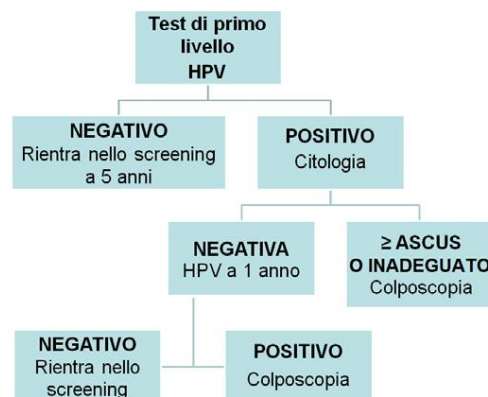 Test di primo
livello
HPV
NEGATIVO
Rientra nello screening
a 5 anni
POSITIVO
Citologia
NEGATIVA
HPV a 1 anno
≥ ASCUS
O INADEGUATO
Colposcopia
NEGATIVO
Rientra nello
screening
POSITIVO
Colposcopia